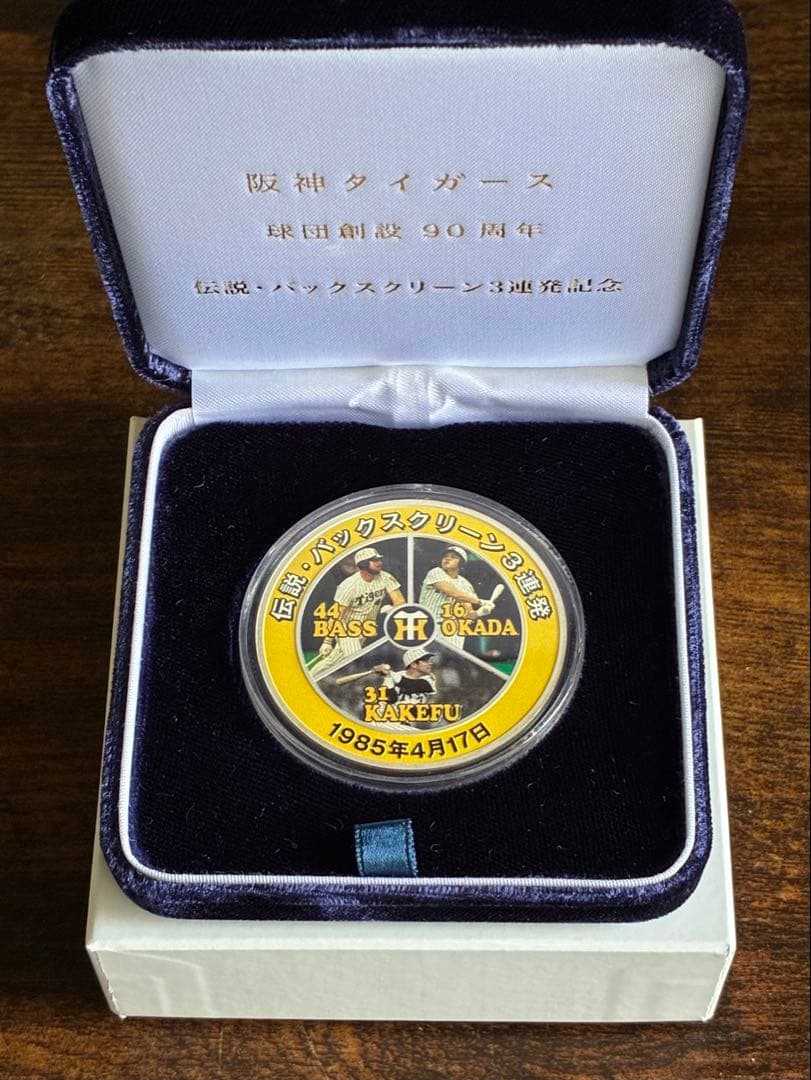 阪神タイガース
球団創設 90周年
伝説・バックスクリーン3連発記念
伝説・バックスクリーン3連発
Tigers
44
BASS
16
OKADA
HT
31
KAKEFU
1985年4月17日